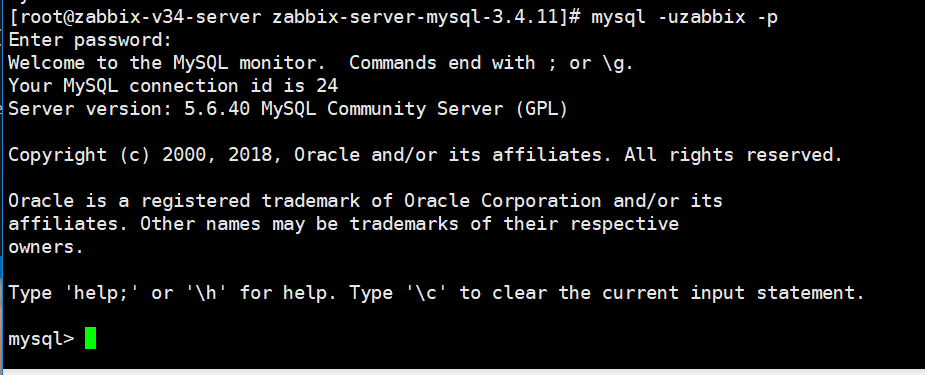 [root@zabbix-v34-server zabbix-server-mysql-3.4.11]# mysql -uzabbix -p
Enter password:
Welcome to the MySQL monitor.  Commands end with ; or \g.
Your MySQL connection id is 24
Server version: 5.6.40 MySQL Community Server (GPL)
Copyright (c) 2000, 2018, Oracle and/or its affiliates. All rights reserved.
Oracle is a registered trademark of Oracle Corporation and/or its
affiliates. Other names may be trademarks of their respective
owners.
Type 'help;' or '\h' for help. Type '\c' to clear the current input statement.
mysql>